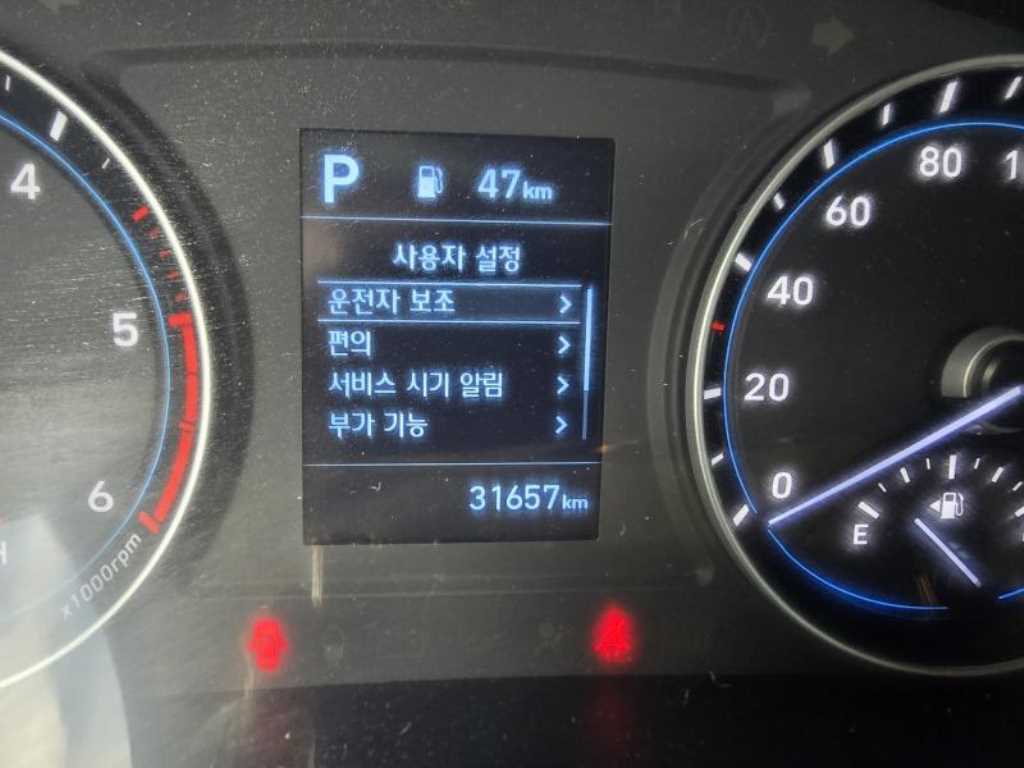 4
5
6
x1000rpm
P 47km
사용자 설정
운전자 보조 >
편의 >
서비스 시기 알림 >
부가 기능 >
31657km
80
60
40
20
0
E